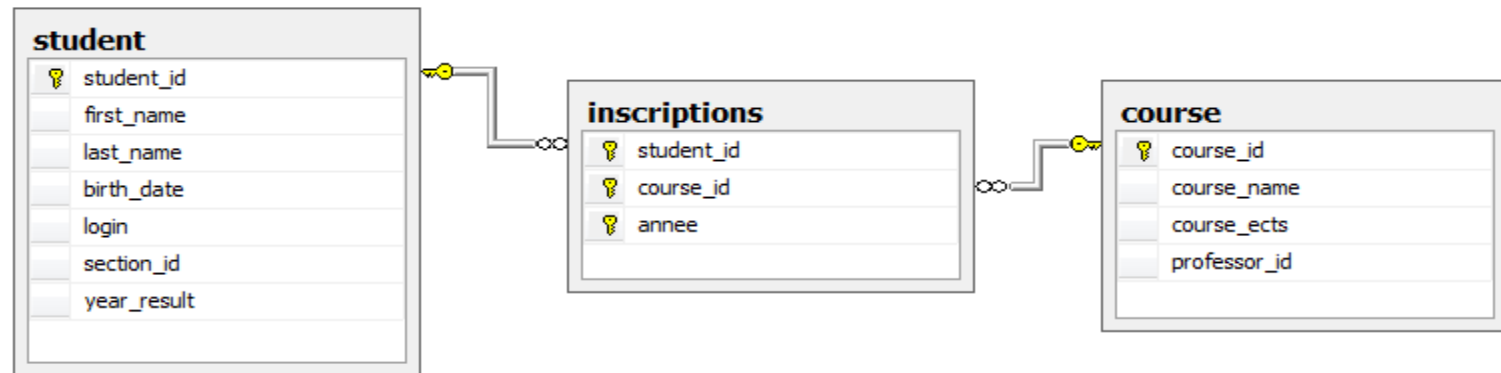 student
student_id
first_name
last_name
birth_date
login
section_id
year_result
inscriptions
student_id
course_id
annee
course
course_id
course_name
course_ects
professor_id